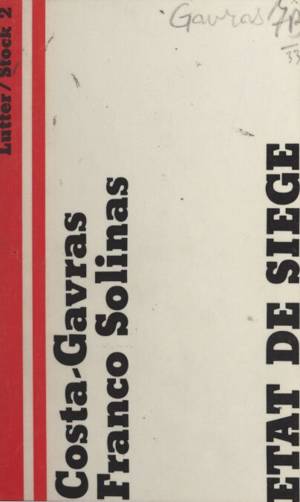 Gavras
Lutter/Stock 2
Costa-Gavras
Franco Solinas
ETAT DE SIEGE